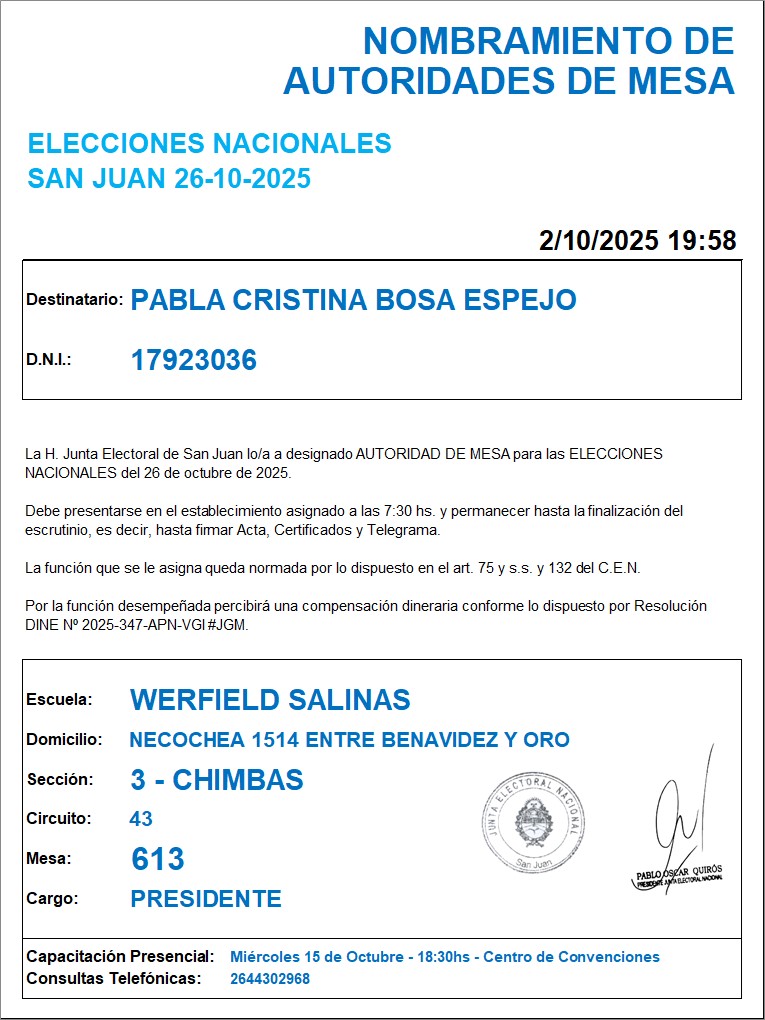 NOMBRAMIENTO DE
AUTORIDADES DE MESA
ELECCIONES NACIONALES
SAN JUAN 26-10-2025
2/10/2025 19:58
Destinatario: PABLA CRISTINA BOSA ESPEJO
D.N.I.: 17923036
La H. Junta Electoral de San Juan lo/a a designado AUTORIDAD DE MESA para las ELECCIONES
NACIONALES del 26 de octubre de 2025.
Debe presentarse en el establecimiento asignado a las 7:30 hs. y permanecer hasta la finalización del
escrutinio, es decir, hasta firmar Acta, Certificados y Telegrama.
La función que se le asigna queda normada por lo dispuesto en el art. 75 y s.s. y 132 del C.E.N.
Por la función desempeñada percibirá una compensación dineraria conforme lo dispuesto por Resolución
DINE Nº 2025-347-APN-VGI#JGM.
Escuela: WERFIELD SALINAS
Domicilio: NECOCHEA 1514 ENTRE BENAVIDEZ Y ORO
Sección: 3 - CHIMBAS
Circuito: 43
Mesa: 613
Cargo: PRESIDENTE
JUNTA ELECTORAL NACIONAL
San Juan
PABLO OSCAR QUIRÓS
PRESIDENTE JUNTA ELECTORAL NACIONAL
Capacitación Presencial: Miércoles 15 de Octubre - 18:30hs - Centro de Convenciones
Consultas Telefónicas: 2644302968